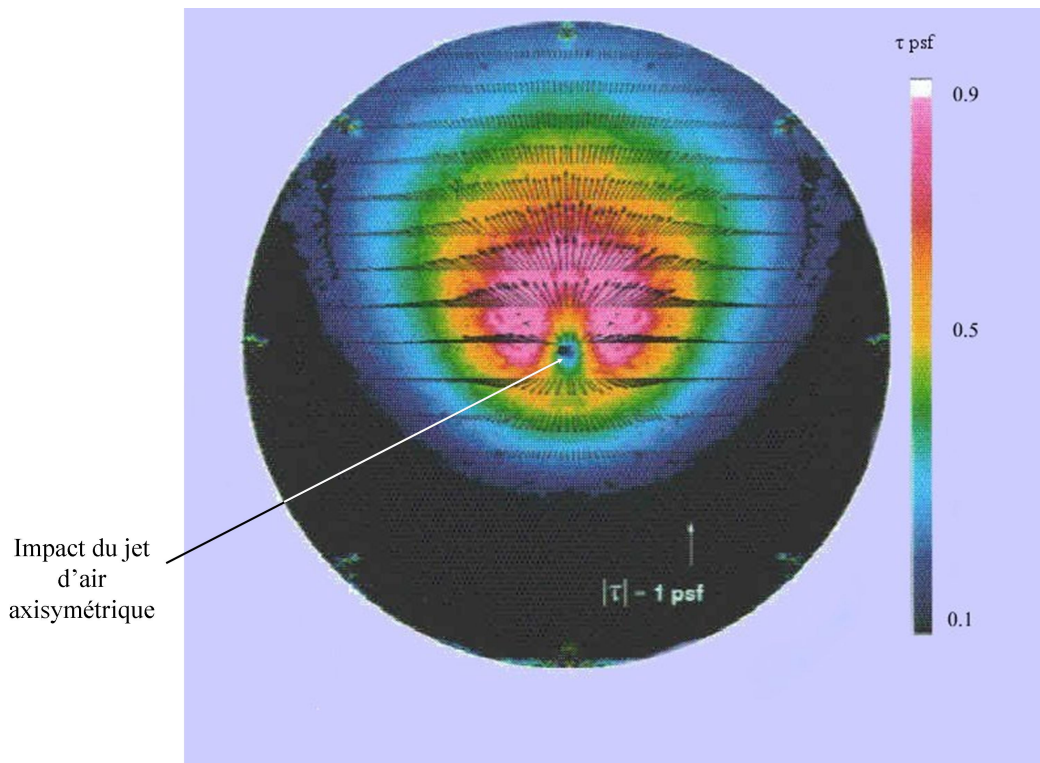 τ psf
0.9
0.5
0.1
|τ| - 1 psf
Impact du jet
d’air
axisymétrique